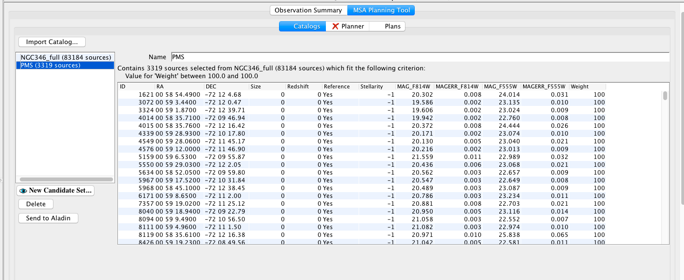 Observation Summary MSA Planning Tool
Catalogs Planner Plans
Import Catalog...
NGC346_full (83184 sources)
PMS (3319 sources)
Name PMS
Contains 3319 sources selected from NGC346_full (83184 sources) which fit the following criterion:
Value for 'Weight' between 100.0 and 100.0
ID RA DEC Size Redshift Reference Stellarity MAG_F814W MAGERR_F814W MAG_F555W MAGERR_F555W Weight
1621 00 58 54.4900 -72 12 4.68 0 0 Yes -1 20.302 0.008 24.014 0.031 100
3072 00 59 3.4400 -72 12 0.47 0 0 Yes -1 19.586 0.002 23.135 0.010 100
3324 00 59 1.8700 -72 12 39.71 0 0 Yes -1 19.606 0.002 23.024 0.009 100
4014 00 58 35.7100 -72 11 46.94 0 0 Yes -1 19.942 0.002 22.760 0.008 100
4015 00 58 35.7600 -72 11 16.42 0 0 Yes -1 20.372 0.008 24.444 0.026 100
4339 00 59 28.9300 -72 10 17.80 0 0 Yes -1 20.171 0.002 23.074 0.010 100
4549 00 59 28.0600 -72 11 45.17 0 0 Yes -1 20.130 0.005 23.040 0.021 100
4576 00 59 12.0000 -72 11 46.90 0 0 Yes -1 20.216 0.002 23.013 0.009 100
5159 00 59 6.5300 -72 09 55.87 0 0 Yes -1 21.559 0.011 22.989 0.032 100
5550 00 59 29.0300 -72 12 2.05 0 0 Yes -1 20.436 0.006 23.068 0.021 100
5634 00 58 52.0500 -72 09 59.80 0 0 Yes -1 20.562 0.003 22.657 0.009 100
5967 00 59 17.5200 -72 10 31.84 0 0 Yes -1 20.547 0.003 22.649 0.008 100
5968 00 58 45.1000 -72 12 38.45 0 0 Yes -1 20.489 0.003 23.087 0.009 100
6171 00 59 8.6500 -72 11 2.00 0 0 Yes -1 20.786 0.003 23.234 0.011 100
7357 00 59 19.0200 -72 11 25.12 0 0 Yes -1 20.881 0.008 22.703 0.021 100
8040 00 59 18.9400 -72 09 22.79 0 0 Yes -1 20.950 0.005 23.116 0.014 100
8094 00 59 9.4900 -72 10 56.50 0 0 Yes -1 21.058 0.003 22.552 0.007 100
8111 00 59 4.9600 -72 11 1.50 0 0 Yes -1 21.082 0.003 22.974 0.010 100
8119 00 58 35.6100 -72 12 16.38 0 0 Yes -1 20.971 0.010 25.838 0.065 100
8426 00 59 19.2300 -72 08 49.56 0 0 Yes -1 21.042 0.005 22.581 0.011 100
New Candidate Set...
Delete
Send to Aladin